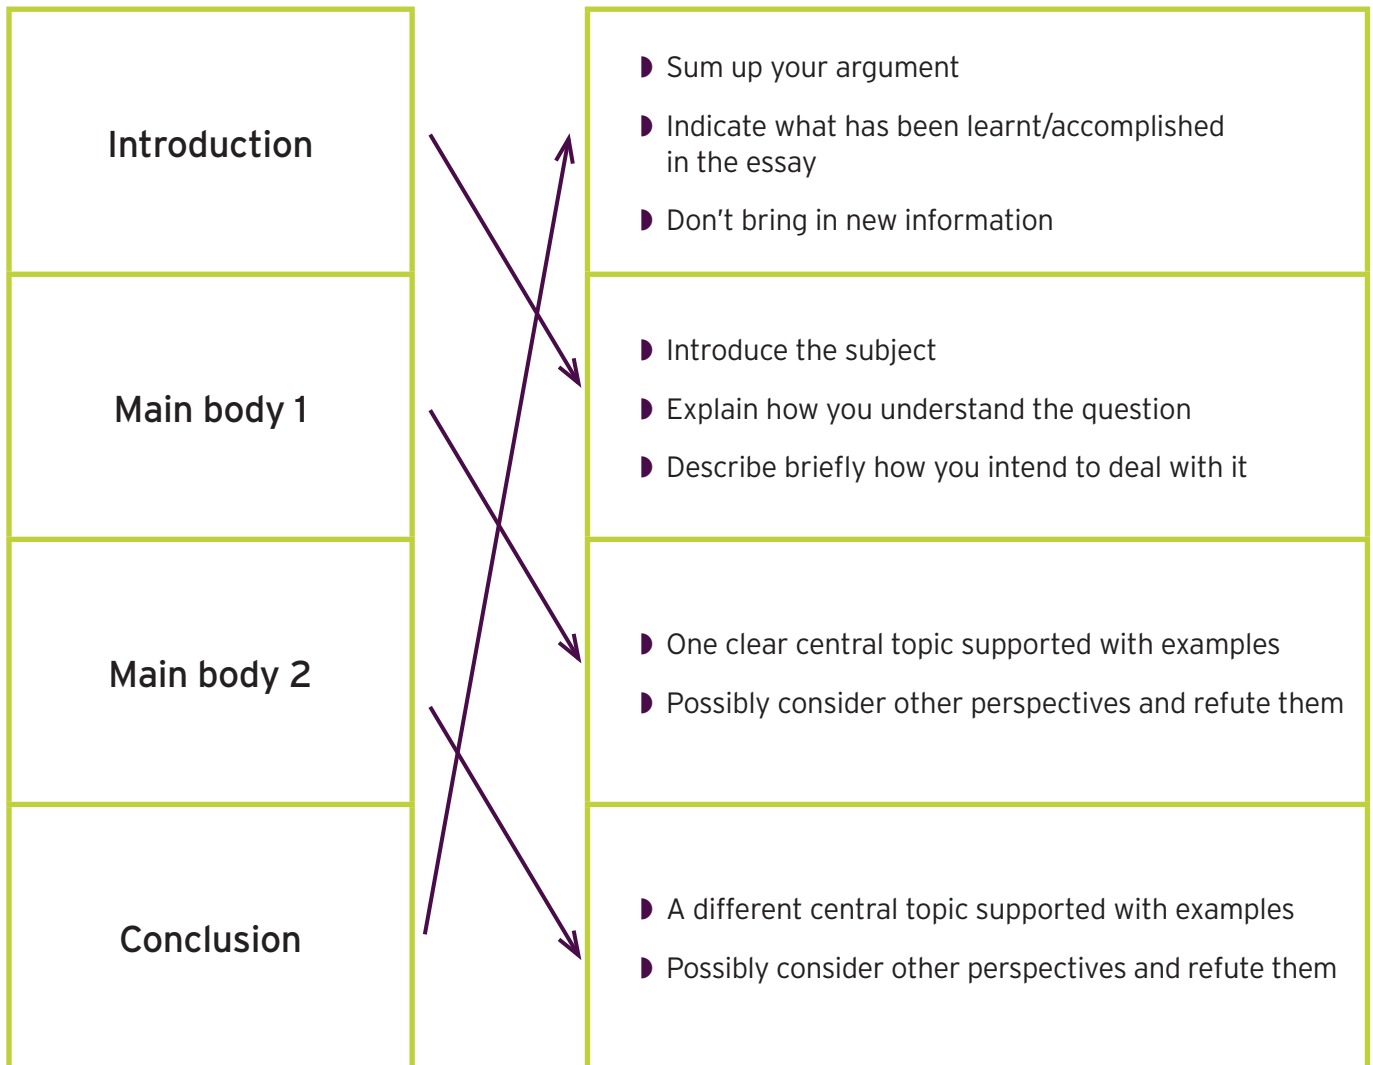 Introduction
Sum up your argument
Indicate what has been learnt/accomplished
in the essay
Don't bring in new information
Main body 1
Introduce the subject
Explain how you understand the question
Describe briefly how you intend to deal with it
Main body 2
One clear central topic supported with examples
Possibly consider other perspectives and refute them
Conclusion
A different central topic supported with examples
Possibly consider other perspectives and refute them